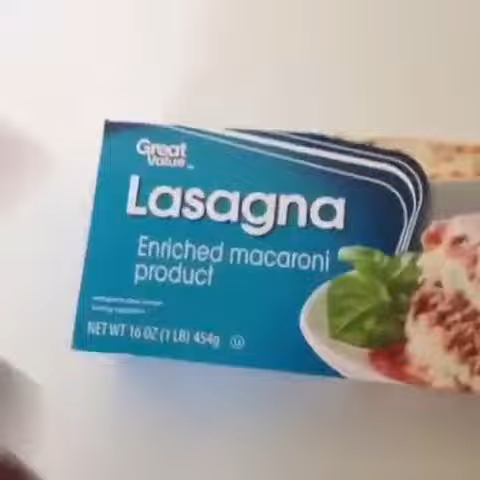 Great
Value
Lasagna
Enriched macaroni
product
NET WT 16 OZ (1 LB) 454g